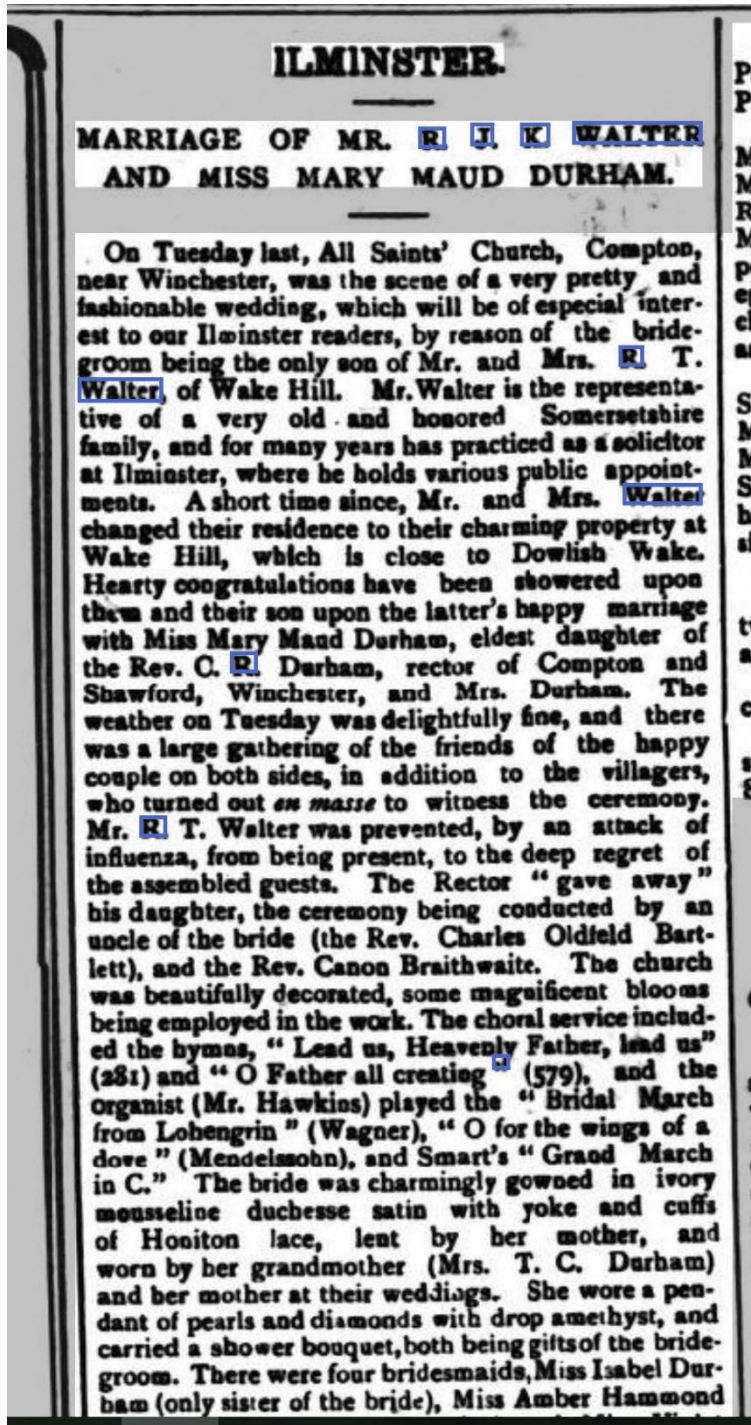 ILMINSTER.
MARRIAGE OF MR. R. J. K WALTER
AND MISS MARY MAUD DURHAM.
On Tuesday last, All Saints' Church, Compton,
near Winchester, was the scene of a very pretty and
fashionable wedding, which will be of especial inter-
est to our Ilminster readers, by reason of the bride-
groom being the only son of Mr. and Mrs. R. T.
Walter, of Wake Hill. Mr. Walter is the representa-
tive of a very old and honored Somersetshire
family, and for many years has practiced as a solicitor
at Ilminster, where he holds various public appoint-
ments. A short time since, Mr. and Mrs. Walter
changed their residence to their charming property at
Wake Hill, which is close to Dowlish Wake.
Hearty congratulations have been showered upon
them and their son upon the latter's happy marriage
with Miss Mary Maud Durham, eldest daughter of
the Rev. C. R. Durham, rector of Compton and
Shawford, Winchester, and Mrs. Durham. The
weather on Tuesday was delightfully fine, and there
was a large gathering of the friends of the happy
couple on both sides, in addition to the villagers,
who turned out en masse to witness the ceremony.
Mr. R. T. Walter was prevented, by an attack of
influenza, from being present, to the deep regret of
the assembled guests. The Rector "gave away"
his daughter, the ceremony being conducted by an
uncle of the bride (the Rev. Charles Oldfield Bart-
lett), and the Rev. Canon Braithwaite. The church
was beautifully decorated, some magnificent blooms
being employed in the work. The choral service includ-
ed the hymns, "Lead us, Heavenly Father, lead us"
(281) and "O Father all creating" (579), and the
organist (Mr. Hawkins) played the "Bridal March
from Lohengrin" (Wagner), "O for the wings of a
dove" (Mendelssohn), and Smart's "Grand March
in C." The bride was charmingly gowned in ivory
mousseline duchesse satin with yoke and cuffs
of Honiton lace, lent by her mother, and
worn by her grandmother (Mrs. T. C. Durham)
and her mother at their weddings. She wore a pen-
dant of pearls and diamonds with drop amethyst, and
carried a shower bouquet, both being gifts of the bride-
groom. There were four bridesmaids, Miss Isabel Dur-
ham (only sister of the bride), Miss Amber Hammond